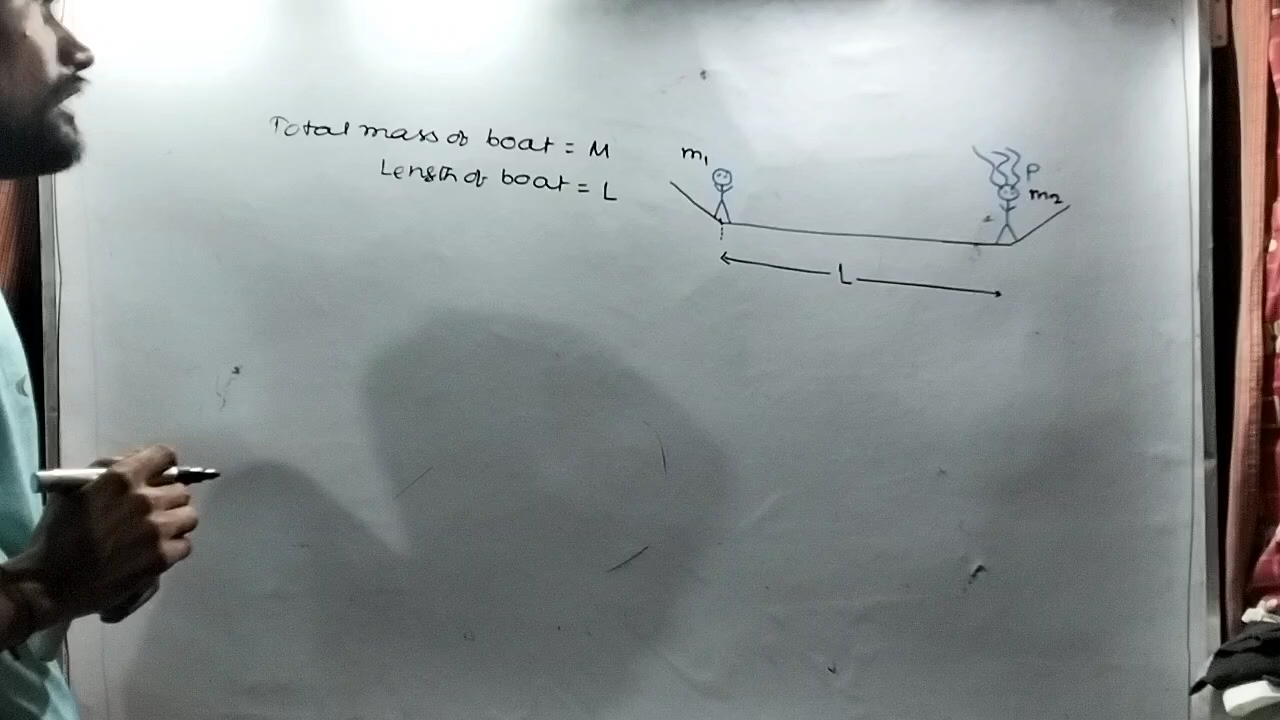 Total mass of boat = M
Length of boat = L
m₁
P
m₂
L